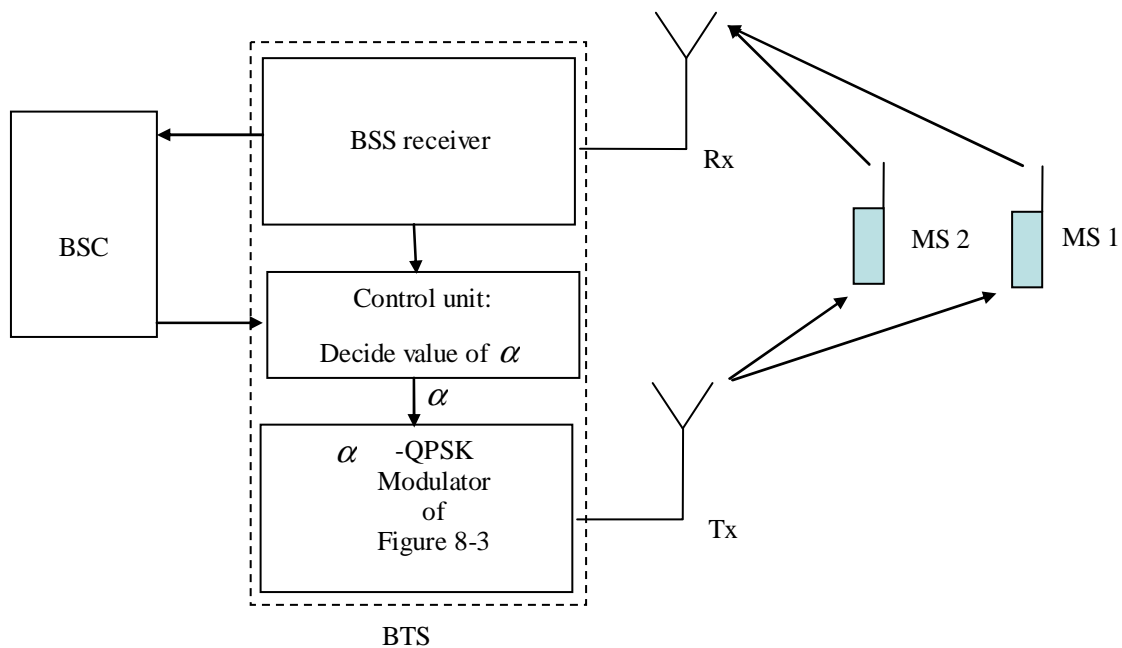 BSS receiver
Rx
BSC
MS 2
MS 1
Control unit:
Decide value of α
α
α -QPSK
Modulator
of
Figure 8-3
Tx
BTS